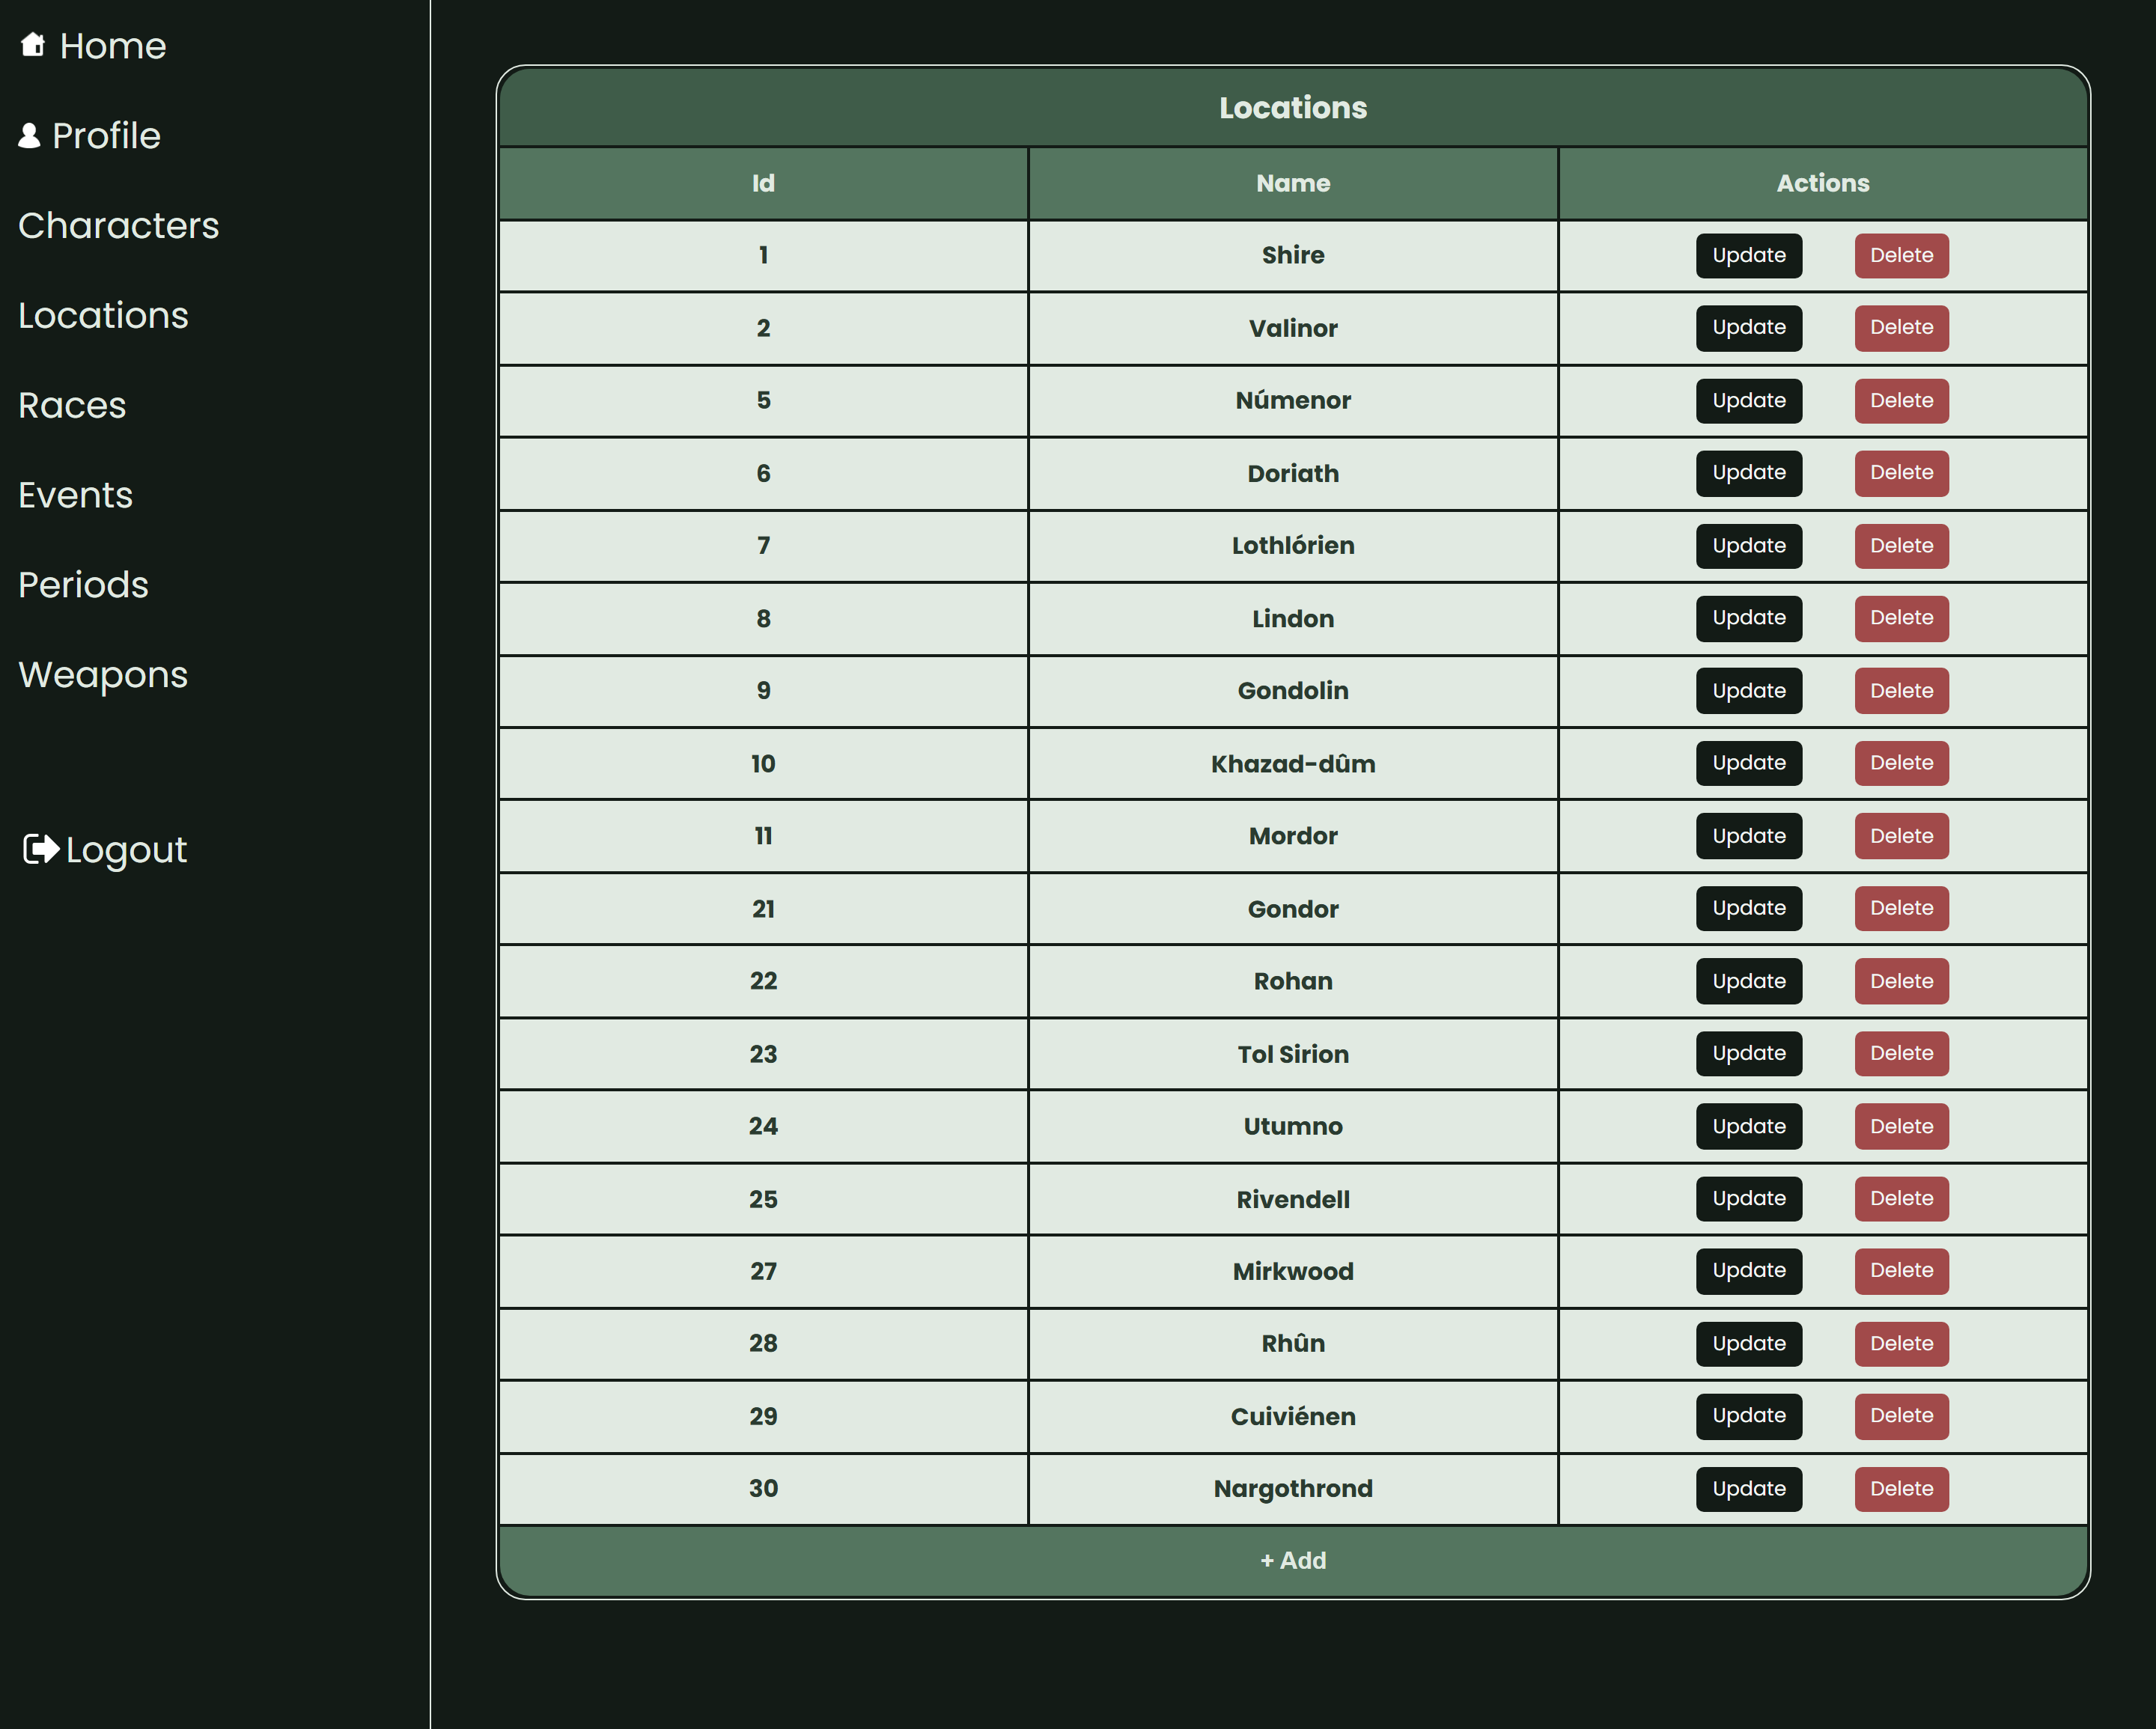 Home
Profile
Characters
Locations
Races
Events
Periods
Weapons
Logout
Locations
Id Name Actions
1 Shire Update Delete
2 Valinor Update Delete
5 Númenor Update Delete
6 Doriath Update Delete
7 Lothlórien Update Delete
8 Lindon Update Delete
9 Gondolin Update Delete
10 Khazad-dûm Update Delete
11 Mordor Update Delete
21 Gondor Update Delete
22 Rohan Update Delete
23 Tol Sirion Update Delete
24 Utumno Update Delete
25 Rivendell Update Delete
27 Mirkwood Update Delete
28 Rhûn Update Delete
29 Cuiviénen Update Delete
30 Nargothrond Update Delete
+ Add